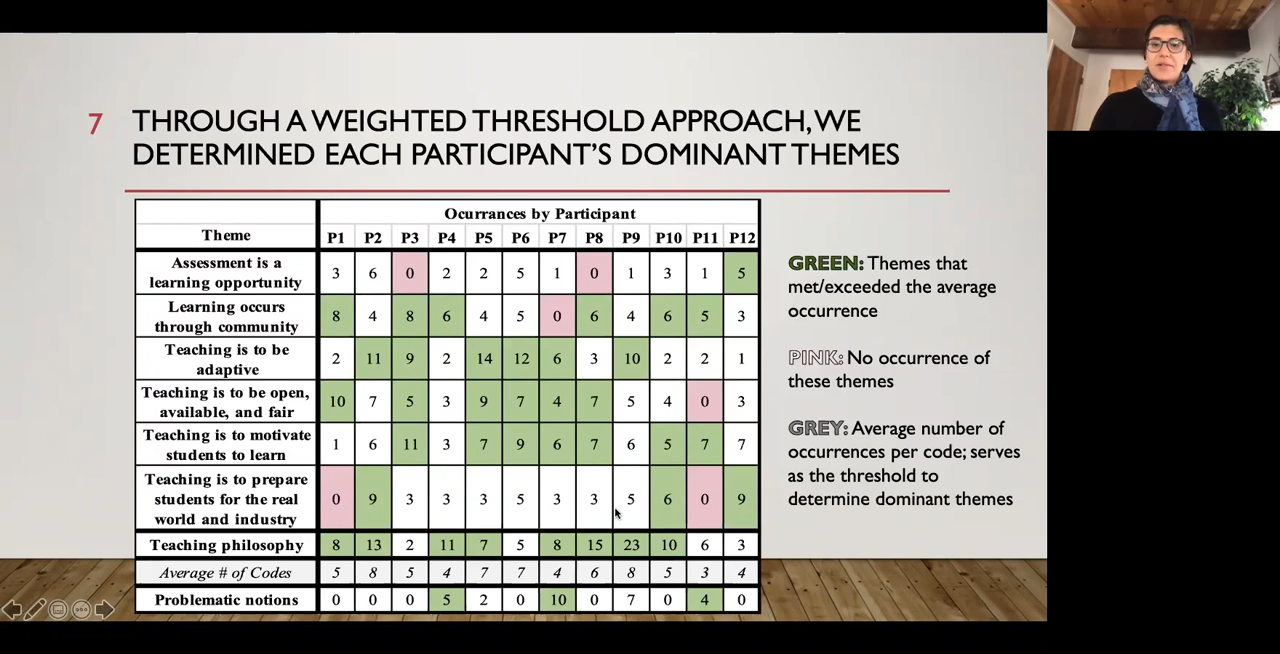 7
THROUGH A WEIGHTED THRESHOLD APPROACH, WE
DETERMINED EACH PARTICIPANT'S DOMINANT THEMES
Ocurrances by Participant
Theme P1 P2 P3 P4 P5 P6 P7 P8 P9 P10 P11 P12
Assessment is a
learning opportunity 3 6 0 2 2 5 1 0 1 3 1 5
Learning occurs
through community 8 4 8 6 4 5 0 6 4 6 5 3
Teaching is to be
adaptive 2 11 9 2 14 12 6 3 10 2 2 1
Teaching is to be open,
available, and fair 10 7 5 3 9 7 4 7 5 4 0 3
Teaching is to motivate
students to learn 1 6 11 3 7 9 6 7 6 5 7 7
Teaching is to prepare
students for the real
world and industry 0 9 3 3 3 5 3 3 5 6 0 9
Teaching philosophy 8 13 2 11 7 5 8 15 23 10 6 3
Average # of Codes 5 8 5 4 7 7 4 6 8 5 3 4
Problematic notions 0 0 0 5 2 0 10 0 7 0 4 0
GREEN: Themes that
met/exceeded the average
occurrence
PINK: No occurrence of
these themes
GREY: Average number of
occurrences per code; serves
as the threshold to
determine dominant themes